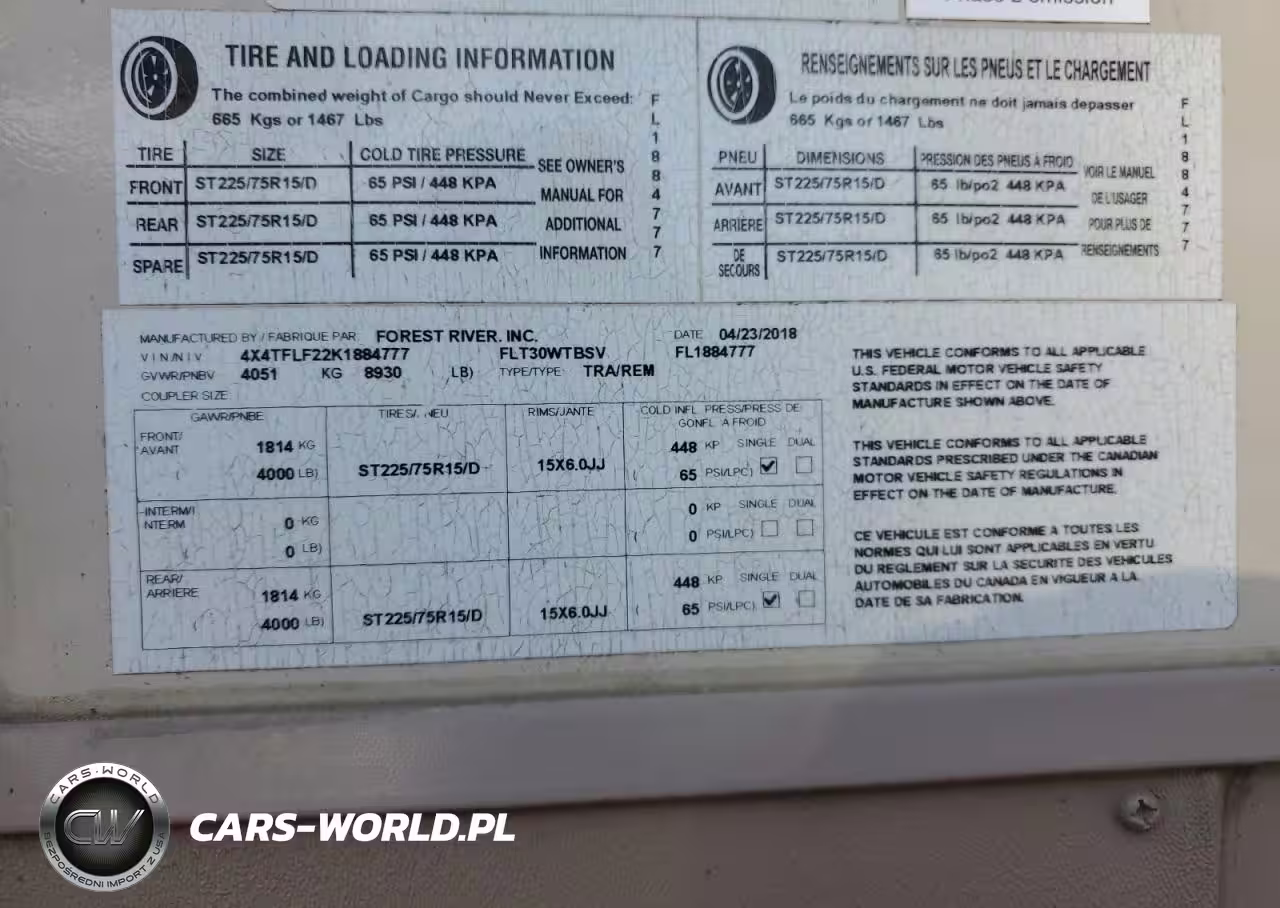 TIRE AND LOADING INFORMATION
The combined weight of Cargo should Never Exceed:
665 Kgs or 1467 Lbs
TIRE SIZE COLD TIRE PRESSURE
FRONT ST225/75R15/D 65 PSI / 448 KPA
REAR ST225/75R15/D 65 PSI / 448 KPA
SPARE ST225/75R15/D 65 PSI / 448 KPA
SEE OWNER'S
MANUAL FOR
ADDITIONAL
INFORMATION
FL1884777
RENSEIGNEMENTS SUR LES PNEUS ET LE CHARGEMENT
Le poids du chargement ne doit jamais depasser
665 Kgs or 1467 Lbs
PNEU DIMENSIONS PRESSION DES PNEUS À FROID
AVANT ST225/75R15/D 65 lb/po2 448 KPA
ARRIÈRE ST225/75R15/D 65 lb/po2 448 KPA
DE SECOURS ST225/75R15/D 65 lb/po2 448 KPA
VOIR LE MANUEL
DE L'USAGER
POUR PLUS DE
RENSEIGNEMENTS
FL1884777
MANUFACTURED BY / FABRIQUE PAR: FOREST RIVER, INC. DATE 04/23/2018
V I N / N I V 4X4TFLF22K1884777 FLT30WTBSV FL1884777
GVWR/PNBV 4051 KG 8930 LB) TYPE/TYPE: TRA/REM
COUPLER SIZE:
GAWR/PNBE TIRES/ NEU RIMS/JANTE COLD INFL PRESS/PRESS DE
GONFL A FROID
FRONT/
AVANT 1814 KG 448 KP SINGLE DUAL
4000 LB) ST225/75R15/D 15X6.0JJ ( 65 PSI/LPC)
INTERM/
NTERM 0 KG 0 KP SINGLE DUAL
0 LB) 0 PSI/LPC)
REAR/
ARRIERE 1814 KG 448 KP SINGLE DUAL
4000 LB) ST225/75R15/D 15X6.0JJ ( 65 PSI/LPC)
THIS VEHICLE CONFORMS TO ALL APPLICABLE
U.S. FEDERAL MOTOR VEHICLE SAFETY
STANDARDS IN EFFECT ON THE DATE OF
MANUFACTURE SHOWN ABOVE.
THIS VEHICLE CONFORMS TO ALL APPLICABLE
STANDARDS PRESCRIBED UNDER THE CANADIAN
MOTOR VEHICLE SAFETY REGULATIONS IN
EFFECT ON THE DATE OF MANUFACTURE.
CE VEHICULE EST CONFORME A TOUTES LES
NORMES QUI LUI SONT APPLICABLES EN VERTU
DU REGLEMENT SUR LA SECURITE DES VEHICULES
AUTOMOBILES DU CANADA EN VIGUEUR A LA
DATE DE SA FABRICATION.
CARS-WORLD
CW
BEZPOŚREDNI IMPORT Z USA
CARS-WORLD.PL